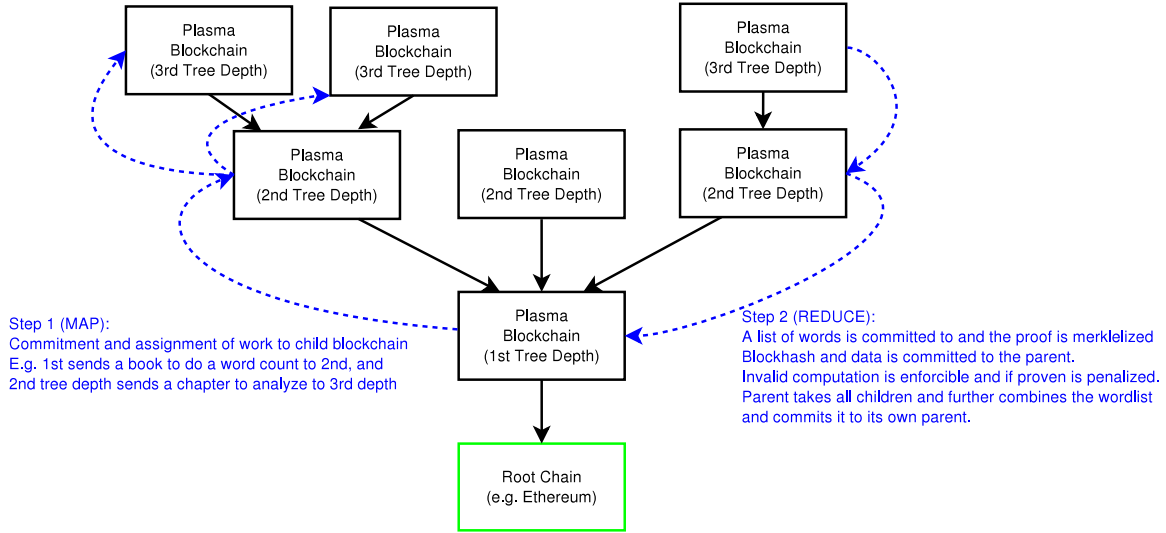 Plasma
Blockchain
(3rd Tree Depth)
Plasma
Blockchain
(3rd Tree Depth)
Plasma
Blockchain
(3rd Tree Depth)
Plasma
Blockchain
(2nd Tree Depth)
Plasma
Blockchain
(2nd Tree Depth)
Plasma
Blockchain
(2nd Tree Depth)
Step 1 (MAP):
Commitment and assignment of work to child blockchain
E.g. 1st sends a book to do a word count to 2nd, and
2nd tree depth sends a chapter to analyze to 3rd depth
Plasma
Blockchain
(1st Tree Depth)
Step 2 (REDUCE):
A list of words is committed to and the proof is merklelized
Blockhash and data is committed to the parent.
Invalid computation is enforcible and if proven is penalized.
Parent takes all children and further combines the wordlist
and commits it to its own parent.
Root Chain
(e.g. Ethereum)